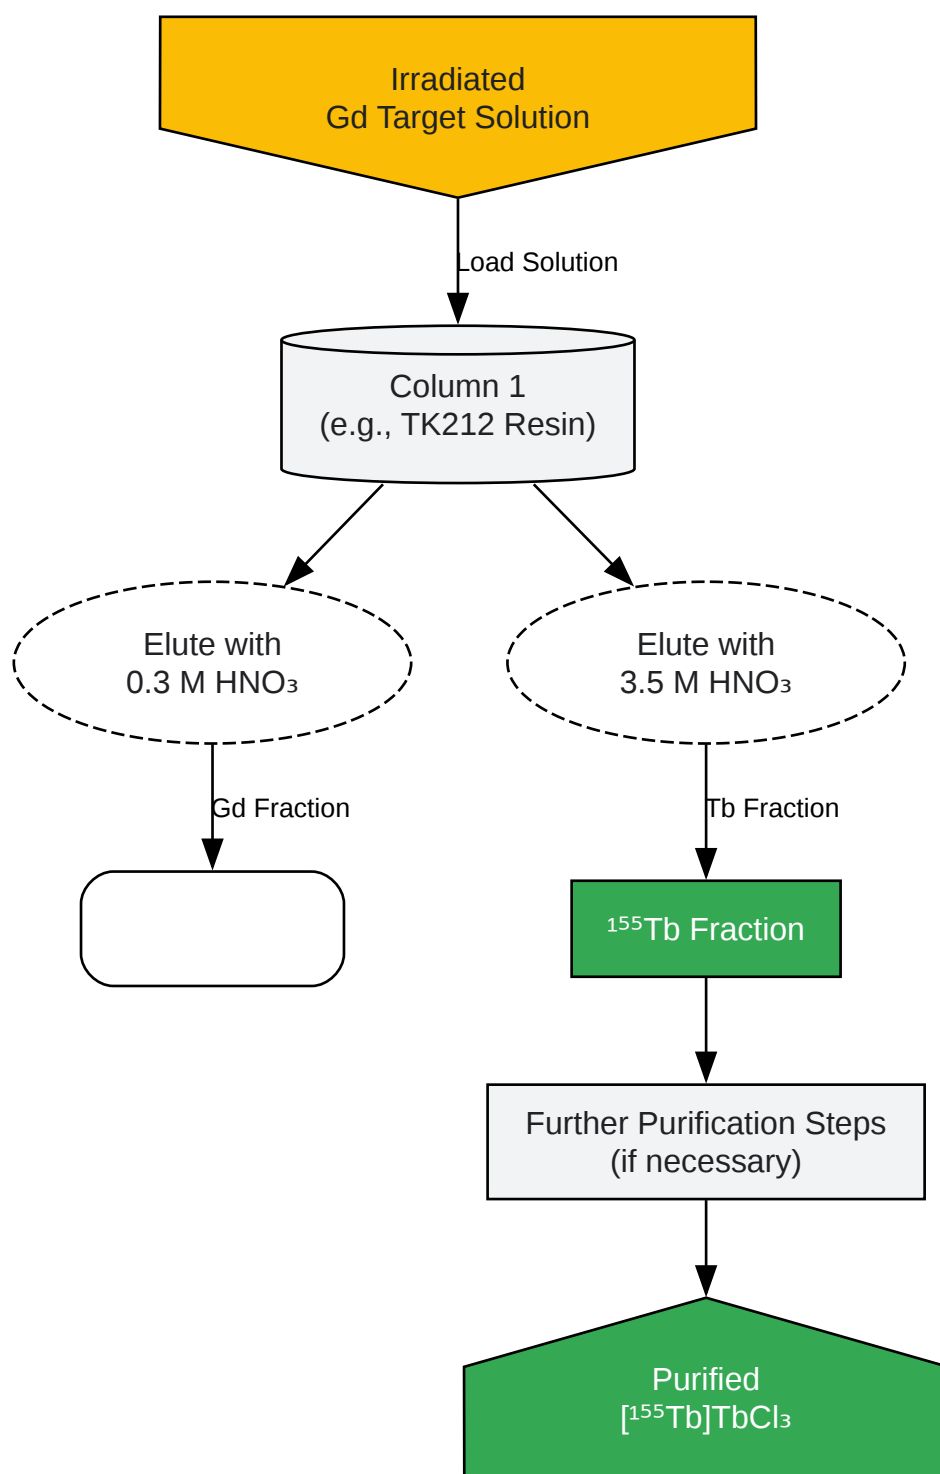 Irradiated
Gd Target Solution
Load Solution
Column 1
(e.g., TK212 Resin)
Elute with
0.3 M HNO₃
Elute with
3.5 M HNO₃
Gd Fraction
Tb Fraction
¹⁵⁵Tb Fraction
Further Purification Steps
(if necessary)
Purified
[¹⁵⁵Tb]TbCl₃